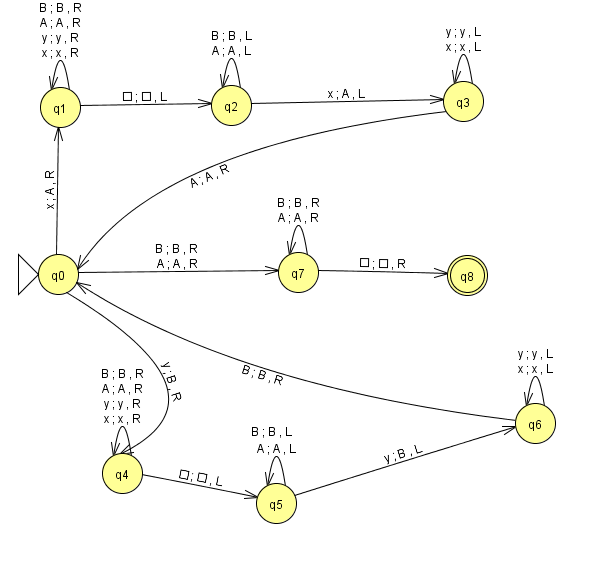 B ; B , R
A ; A , R
y ; y , R
x ; x , R
B ; B , L
A ; A , L
y ; y , L
x ; x , L
q1
□ ; □ , L
q2
x ; A , L
q3
x ; A , R
A ; A , R
B ; B , R
A ; A , R
q0
B ; B , R
A ; A , R
q7
□ ; □ , R
q8
y ; B , R
B ; B , R
B ; B , R
A ; A , R
y ; y , R
x ; x , R
y ; y , L
x ; x , L
q6
B ; B , L
A ; A , L
q4
□ ; □ , L
q5
y ; B , L